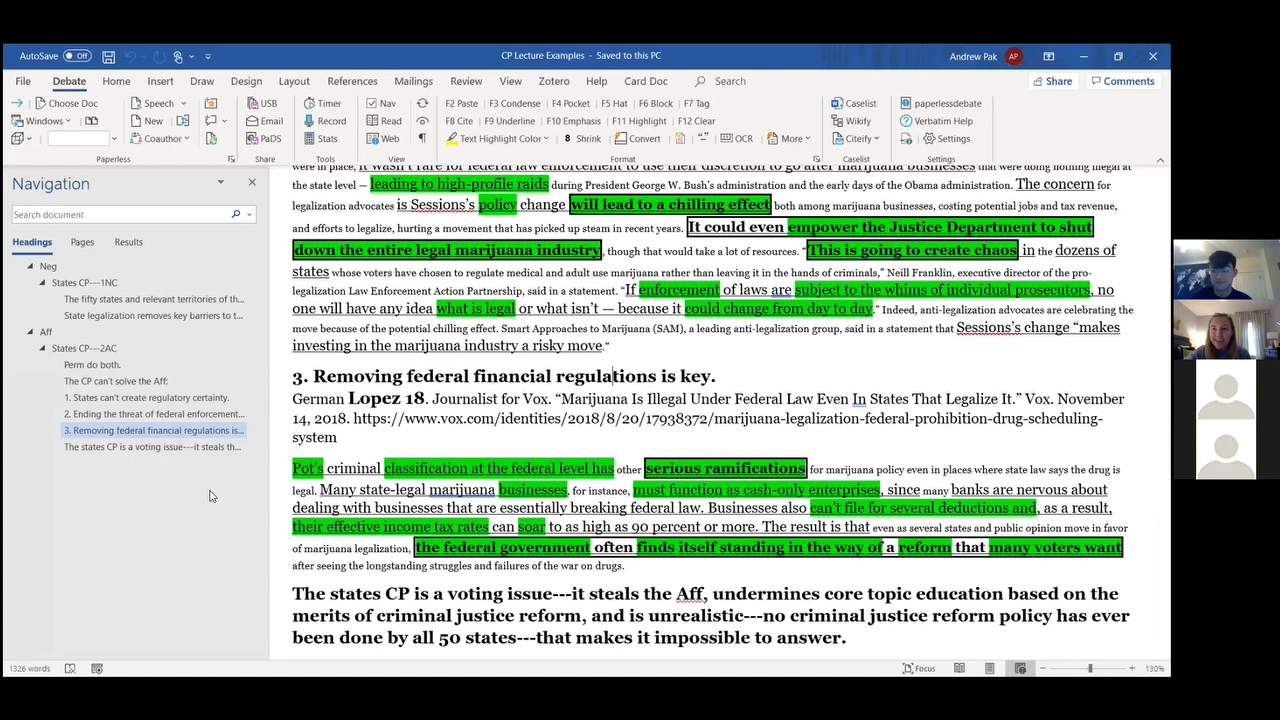 AutoSave Off
CP Lecture Examples - Saved to this PC
Andrew Pak AP
File Debate Home Insert Draw Design Layout References Mailings Review View Zotero Help Card Doc Search
Share Comments
Choose Doc Speech USB Timer Nav F2 Paste F3 Condense F4 Pocket F5 Hat F6 Block F7 Tag Caselist paperlessdebate
Windows New Email Record Read F8 Cite F9 Underline F10 Emphasis F11 Highlight F12 Clear Wikify Verbatim Help
Coauthor PaDS Stats Web Text Highlight Color 8 Shrink Convert “” OCR More Citeify Settings
Paperless Share Tools View Format Caselist Settings
Navigation
Search document
Headings Pages Results
Neg
States CP---1NC
The fifty states and relevant territories of th...
State legalization removes key barriers to t...
Aff
States CP---2AC
Perm do both.
The CP can't solve the Aff:
1. States can't create regulatory certainty.
2. Ending the threat of federal enforcement...
3. Removing federal financial regulations is...
The states CP is a voting issue---it steals th...
were in place, it wasn't rare for federal law enforcement to use their discretion to go after marijuana businesses that were doing nothing illegal at
the state level — leading to high-profile raids during President George W. Bush's administration and the early days of the Obama administration. The concern for
legalization advocates is Sessions's policy change will lead to a chilling effect both among marijuana businesses, costing potential jobs and tax revenue,
and efforts to legalize, hurting a movement that has picked up steam in recent years. It could even empower the Justice Department to shut
down the entire legal marijuana industry, though that would take a lot of resources. “This is going to create chaos in the dozens of
states whose voters have chosen to regulate medical and adult use marijuana rather than leaving it in the hands of criminals,” Neill Franklin, executive director of the pro-
legalization Law Enforcement Action Partnership, said in a statement. “If enforcement of laws are subject to the whims of individual prosecutors, no
one will have any idea what is legal or what isn't — because it could change from day to day.” Indeed, anti-legalization advocates are celebrating the
move because of the potential chilling effect. Smart Approaches to Marijuana (SAM), a leading anti-legalization group, said in a statement that Sessions's change “makes
investing in the marijuana industry a risky move.”
3. Removing federal financial regulations is key.
German Lopez 18. Journalist for Vox. “Marijuana Is Illegal Under Federal Law Even In States That Legalize It.” Vox. November
14, 2018. https://www.vox.com/identities/2018/8/20/17938372/marijuana-legalization-federal-prohibition-drug-scheduling-
system
Pot's criminal classification at the federal level has other serious ramifications for marijuana policy even in places where state law says the drug is
legal. Many state-legal marijuana businesses, for instance, must function as cash-only enterprises, since many banks are nervous about
dealing with businesses that are essentially breaking federal law. Businesses also can't file for several deductions and, as a result,
their effective income tax rates can soar to as high as 90 percent or more. The result is that even as several states and public opinion move in favor
of marijuana legalization, the federal government often finds itself standing in the way of a reform that many voters want
after seeing the longstanding struggles and failures of the war on drugs.
The states CP is a voting issue---it steals the Aff, undermines core topic education based on the
merits of criminal justice reform, and is unrealistic---no criminal justice reform policy has ever
been done by all 50 states---that makes it impossible to answer.
1326 words
Focus
130%